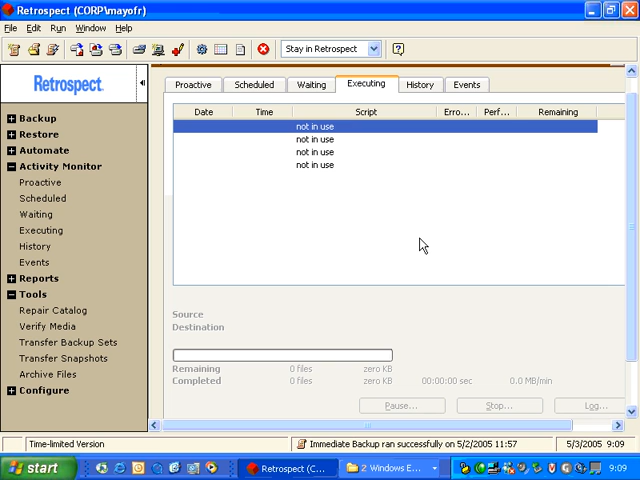 Retrospect (CORP\mayofr)
File Edit Run Window Help
Stay in Retrospect
Retrospect.
Backup
Restore
Automate
Activity Monitor
Proactive
Scheduled
Waiting
Executing
History
Events
Reports
Tools
Repair Catalog
Verify Media
Transfer Backup Sets
Transfer Snapshots
Archive Files
Configure
Proactive Scheduled Waiting Executing History Events
Date Time Script Erro... Perf... Remaining
not in use
not in use
not in use
not in use
Source
Destination
Remaining 0 files zero KB
Completed 0 files zero KB 00:00:00 sec 0.0 MB/min
Pause... Stop... Log...
Time-limited Version Immediate Backup ran successfully on 5/2/2005 11:57 5/3/2005 9:09
start Retrospect (C... 2 Windows E... 9:09